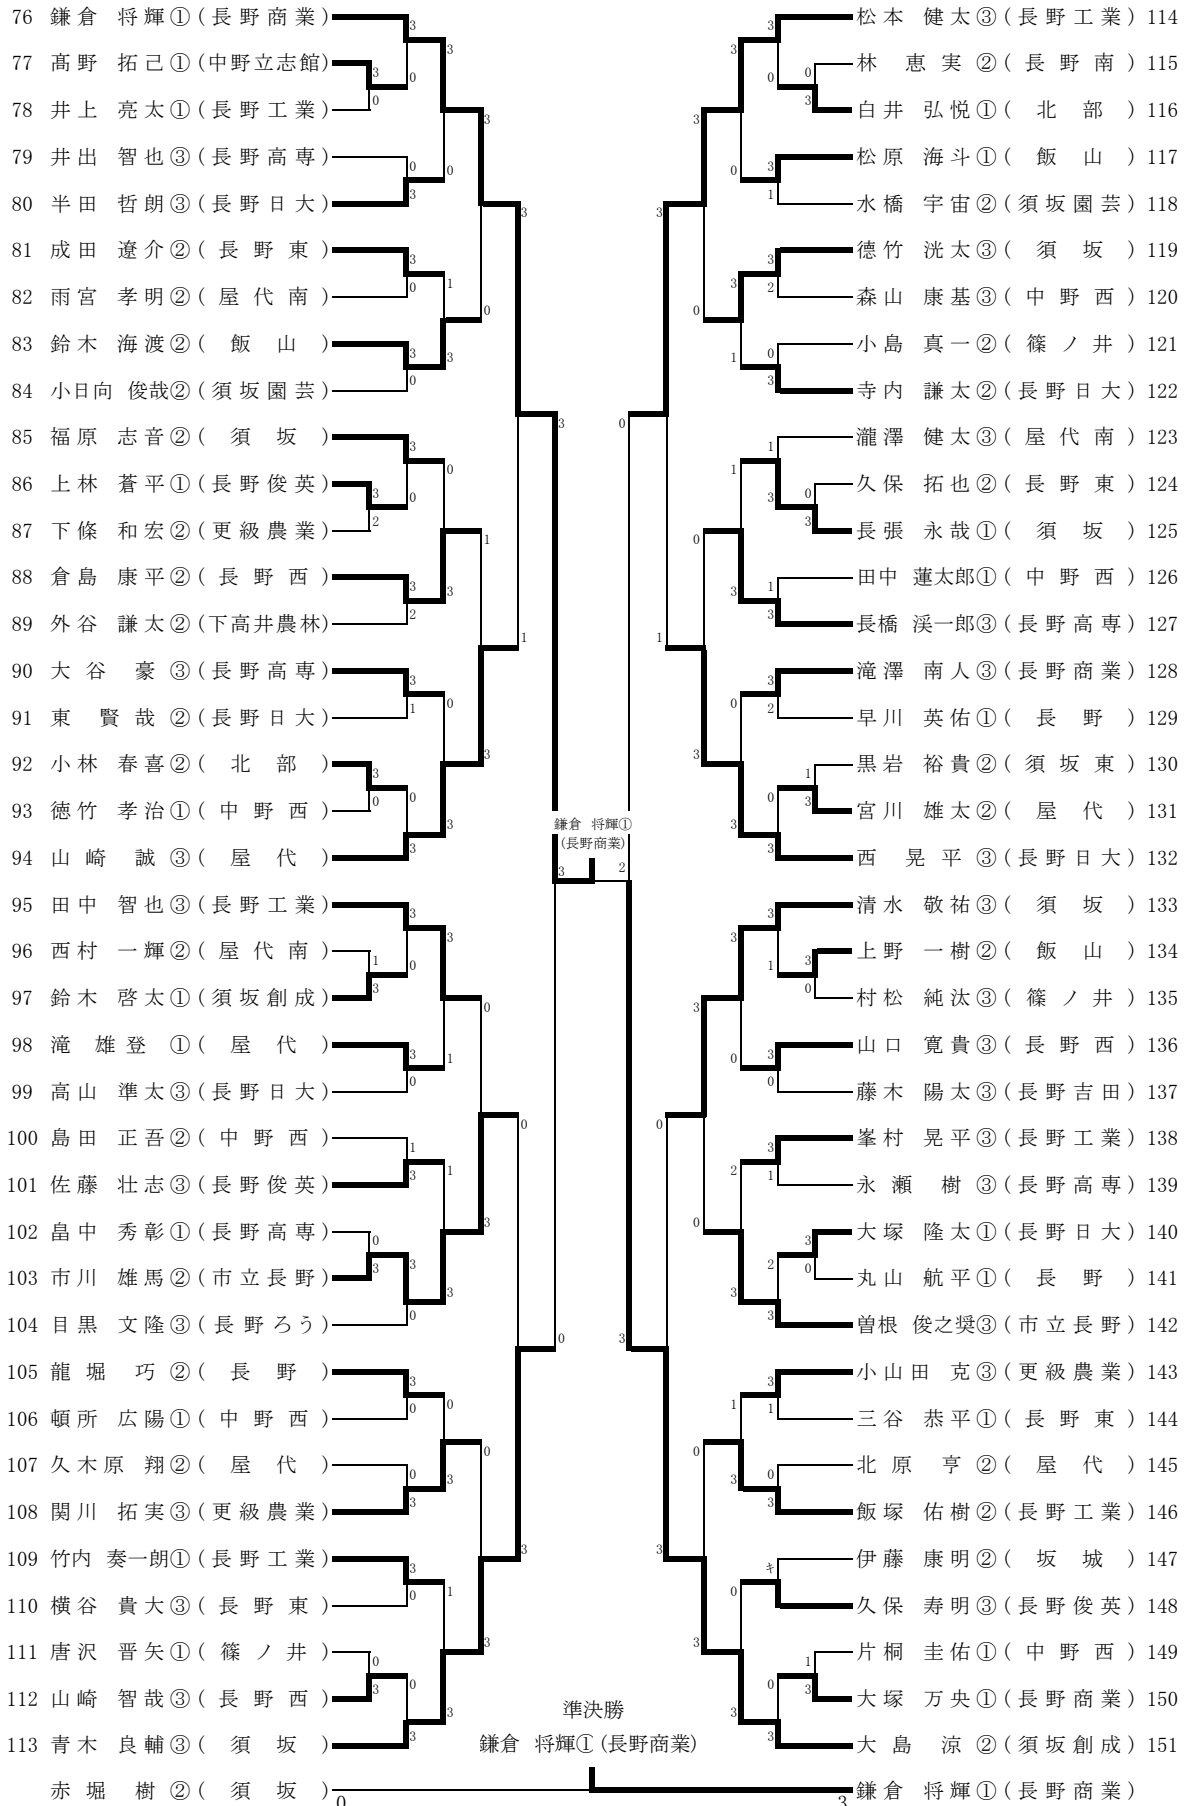 76 鎌倉 将輝①(長野商業)
77 髙野 拓己①(中野立志館)
78 井上 亮太①(長野工業)
79 井出 智也③(長野高専)
80 半田 哲朗③(長野日大)
81 成田 遼介②(長野東)
82 雨宮 孝明②(屋代南)
83 鈴木 海渡②(飯山)
84 小日向 俊哉②(須坂園芸)
85 福原 志音②(須坂)
86 上林 蒼平①(長野俊英)
87 下條 和宏②(更級農業)
88 倉島 康平②(長野西)
89 外谷 謙太②(下高井農林)
90 大谷 豪③(長野高専)
91 東 賢哉②(長野日大)
92 小林 春喜②(北部)
93 徳竹 孝治①(中野西)
94 山崎 誠③(屋代)
95 田中 智也③(長野工業)
96 西村 一輝②(屋代南)
97 鈴木 啓太①(須坂創成)
98 滝 雄登①(屋代)
99 高山 準太③(長野日大)
100 島田 正吾②(中野西)
101 佐藤 壮志③(長野俊英)
102 畠中 秀彰①(長野高専)
103 市川 雄馬②(市立長野)
104 目黒 文隆③(長野ろう)
105 龍堀 巧②(長野)
106 頓所 広陽①(中野西)
107 久木原 翔②(屋代)
108 関川 拓実③(更級農業)
109 竹内 奏一朗①(長野工業)
110 横谷 貴大③(長野東)
111 唐沢 晋矢①(篠ノ井)
112 山崎 智哉③(長野西)
113 青木 良輔③(須坂)
松本 健太③(長野工業) 114
林 恵実②(長野南) 115
白井 弘悦①(北部) 116
松原 海斗①(飯山) 117
水橋 宇宙②(須坂園芸) 118
德竹 洸太③(須坂) 119
森山 康基③(中野西) 120
小島 真一②(篠ノ井) 121
寺内 謙太②(長野日大) 122
瀧澤 健太③(屋代南) 123
久保 拓也②(長野東) 124
長張 永哉①(須坂) 125
田中 蓮太郎①(中野西) 126
長橋 渓一郎③(長野高専) 127
滝澤 南人③(長野商業) 128
早川 英佑①(長野) 129
黒岩 裕貴②(須坂東) 130
宮川 雄太②(屋代) 131
西 晃平③(長野日大) 132
清水 敬祐③(須坂) 133
上野 一樹②(飯山) 134
村松 純汰③(篠ノ井) 135
山口 寛貴③(長野西) 136
藤木 陽太③(長野吉田) 137
峯村 晃平③(長野工業) 138
永瀬 樹③(長野高専) 139
大塚 隆太①(長野日大) 140
丸山 航平①(長野) 141
曽根 俊之奨③(市立長野) 142
小山田 克③(更級農業) 143
三谷 恭平①(長野東) 144
北原 亨②(屋代) 145
飯塚 佑樹②(長野工業) 146
伊藤 康明②(坂城) 147
キ
久保 寿明③(長野俊英) 148
片桐 圭佑①(中野西) 149
大塚 万央①(長野商業) 150
大島 涼②(須坂創成) 151
鎌倉 将輝①
(長野商業)
3 2
準決勝
鎌倉 将輝①(長野商業)
赤堀 樹②(須坂) 0 3 鎌倉 将輝①(長野商業)